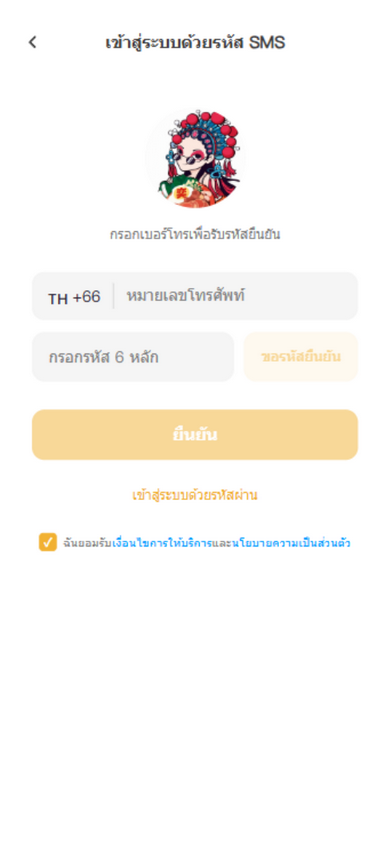 เข้าสู่ระบบด้วยรหัส SMS
กรอกเบอร์โทรเพื่อรับรหัสยืนยัน
TH +66 หมายเลขโทรศัพท์
กรอกรหัส 6 หลัก ขอรหัสยืนยัน
ยืนยัน
เข้าสู่ระบบด้วยรหัสผ่าน
ฉันยอมรับเงื่อนไขการให้บริการและนโยบายความเป็นส่วนตัว